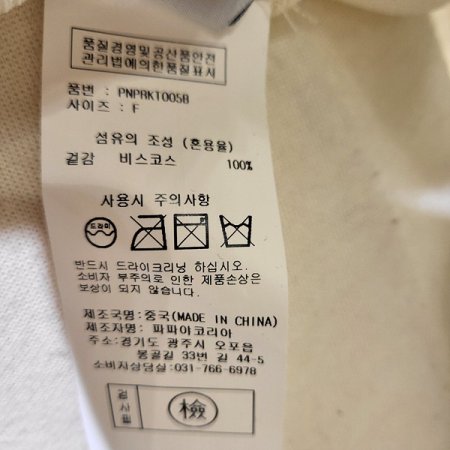 품질경영및공산품안전
관리법에의한품질표시
품번 : PNPRKT005B
사이즈 : F
섬유의 조성 (혼용율)
겉감 비스코스 100%
사용시 주의사항
드라이
반드시 드라이크리닝 하십시오.
소비자 부주의로 인한 제품손상은
보상이 되지 않습니다.
제조국명:중국(MADE IN CHINA)
제조자명: 파파야코리아
주소:경기도 광주시 오포읍
봉골길 33번 길 44-5
소비자상담실:031-766-6978
검사필
檢